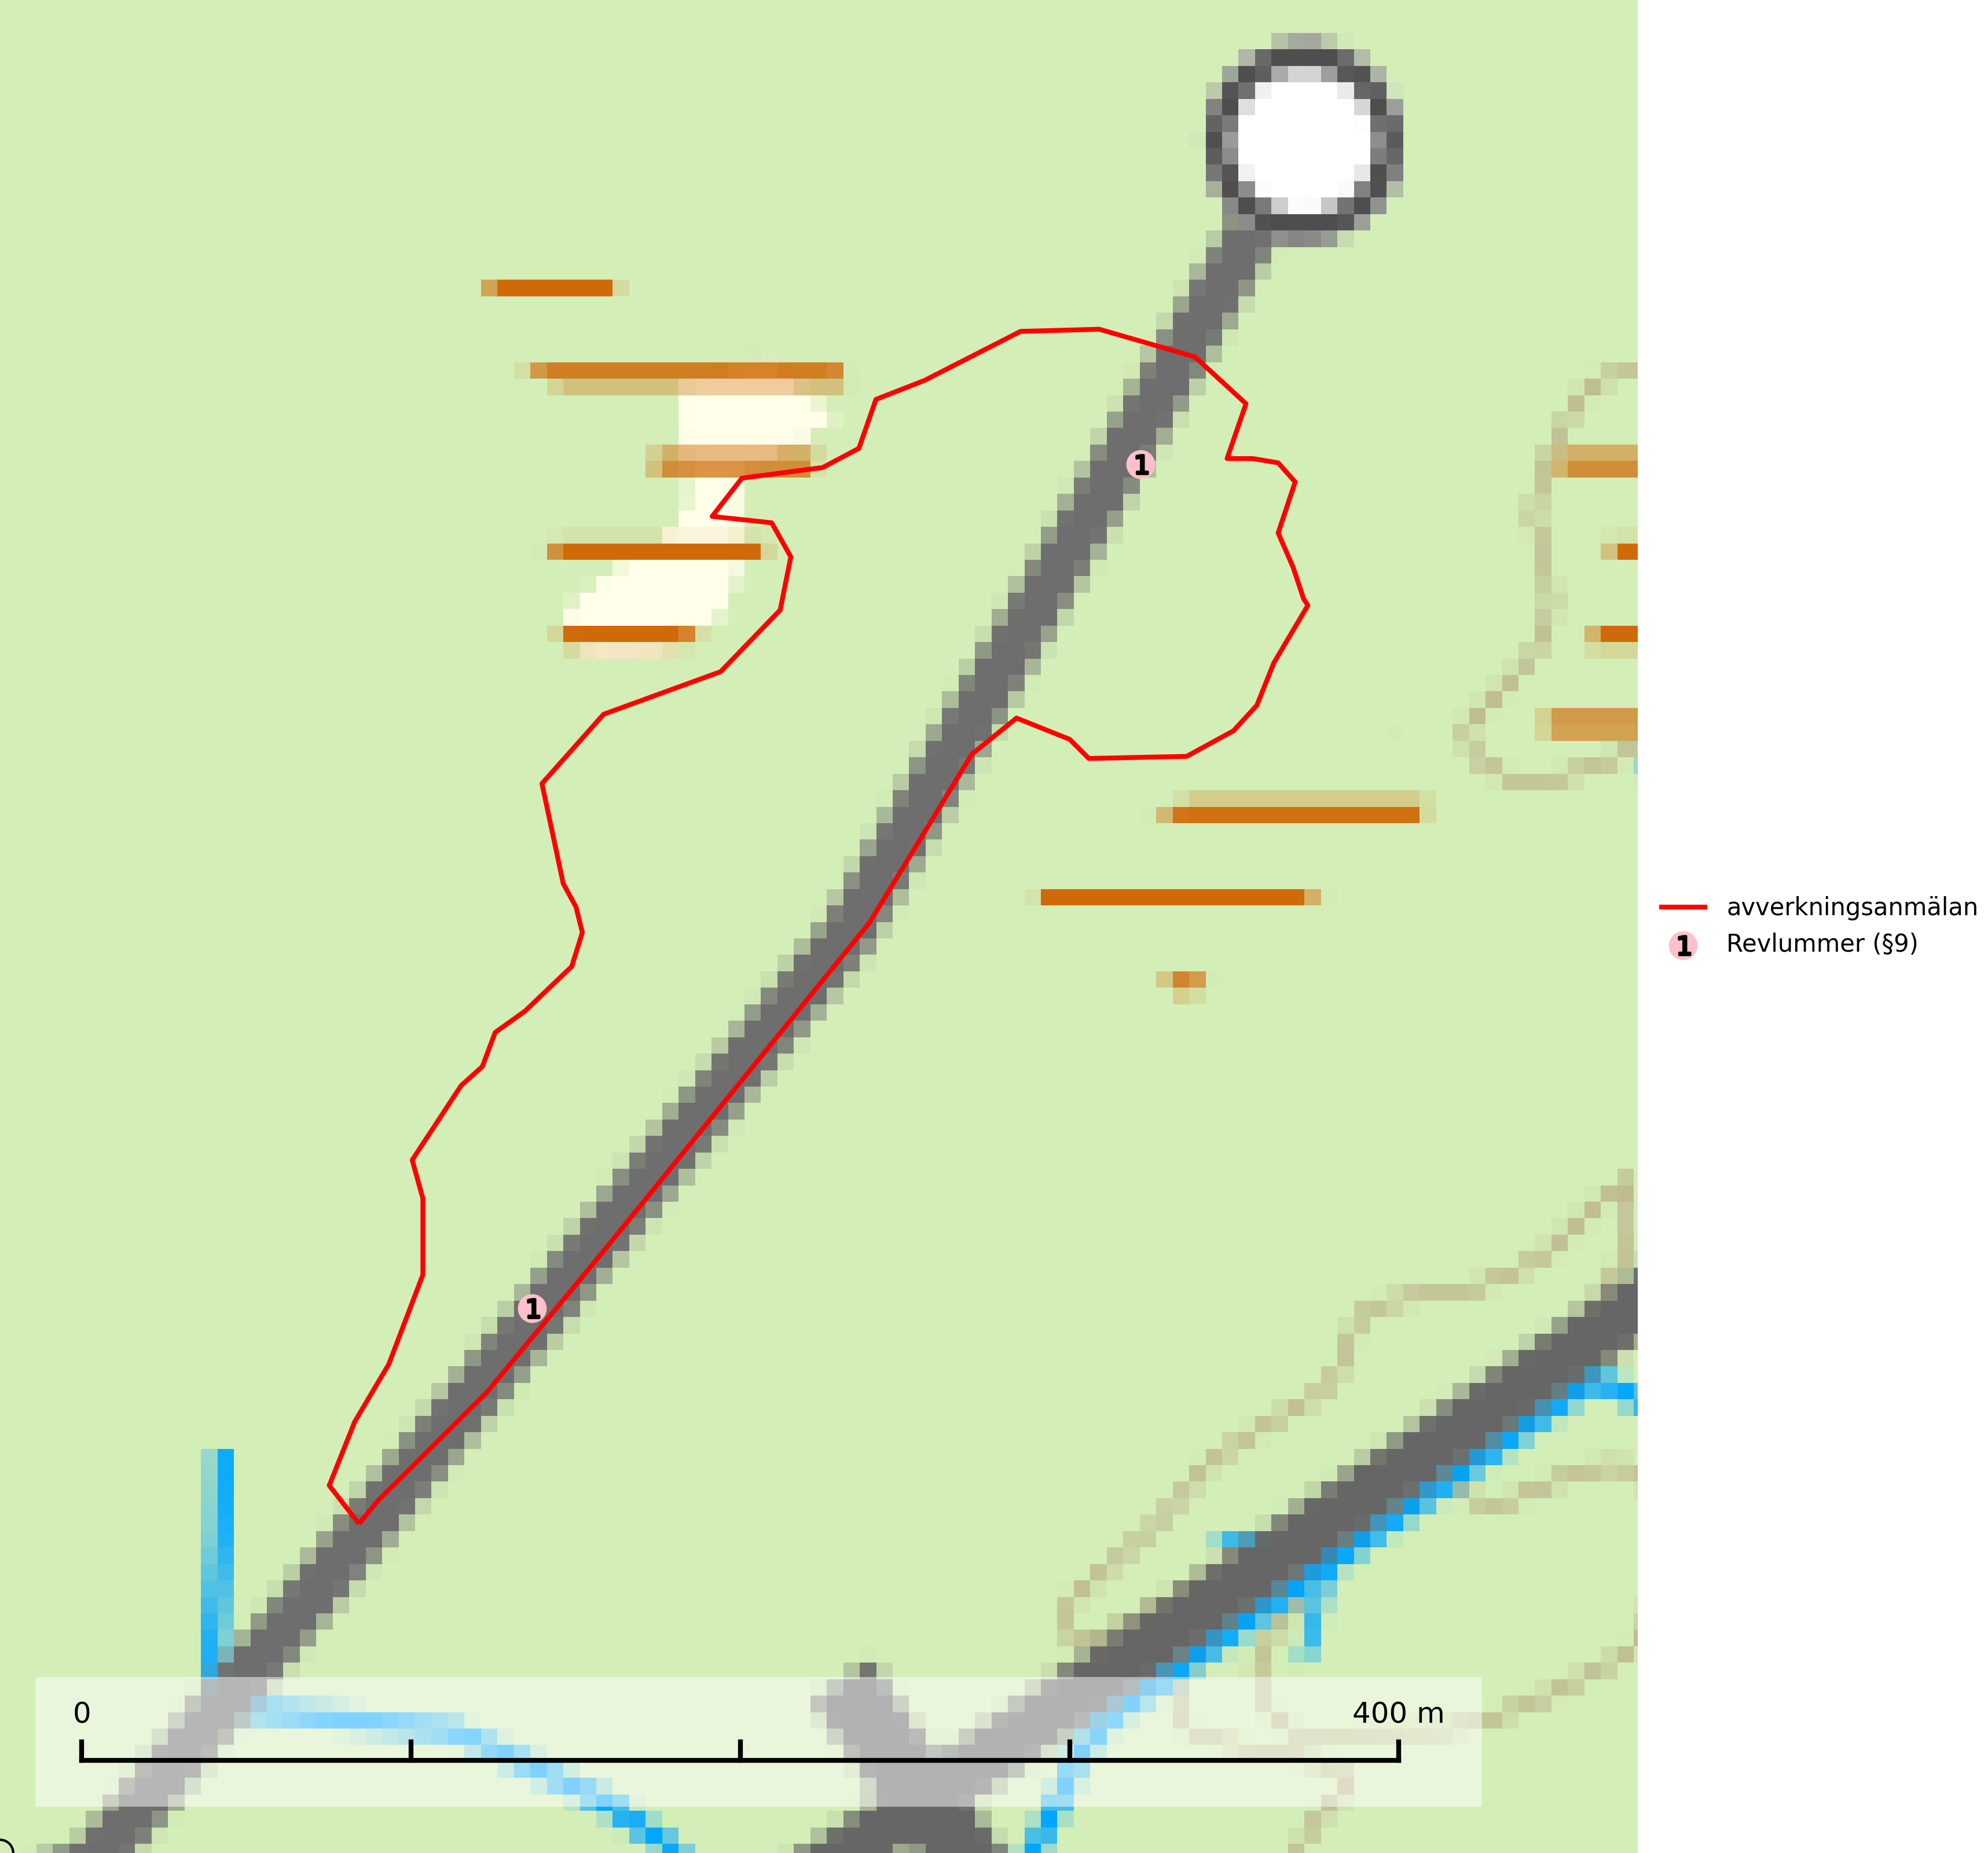 1
avverkningsanmälan
1 Revlummer (§9)
1
0 400 m